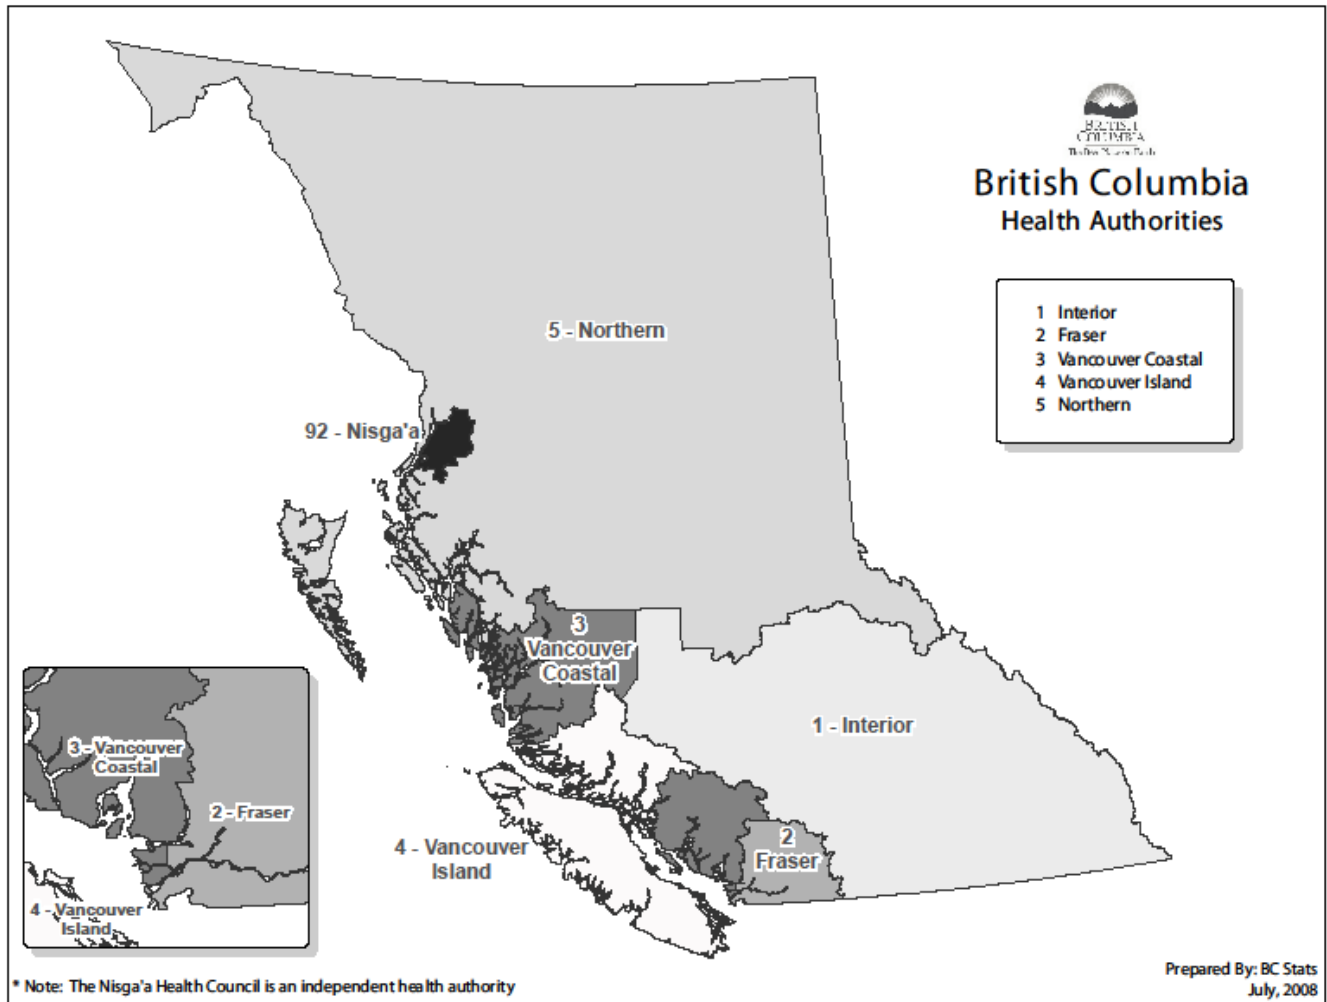 BRITISH
COLUMBIA
British Columbia
Health Authorities
1 Interior
2 Fraser
3 Vancouver Coastal
4 Vancouver Island
5 Northern
5 - Northern
92 - Nisga'a
3
Vancouver
Coastal
1 - Interior
2
Fraser
4 - Vancouver
Island
3 - Vancouver
Coastal
2 - Fraser
4 - Vancouver
Island
* Note: The Nisga'a Health Council is an independent health authority
Prepared By: BC Stats
July, 2008